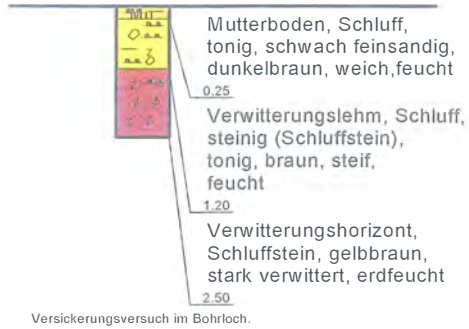 Mu
Mutterboden, Schluff,
tonig, schwach feinsandig,
dunkelbraun, weich,feucht
0.25
Verwitterungslehm, Schluff,
steinig (Schluffstein),
tonig, braun, steif,
feucht
1.20
Verwitterungshorizont,
Schluffstein, gelbbraun,
stark verwittert, erdfeucht
2.50
Versickerungsversuch im Bohrloch.